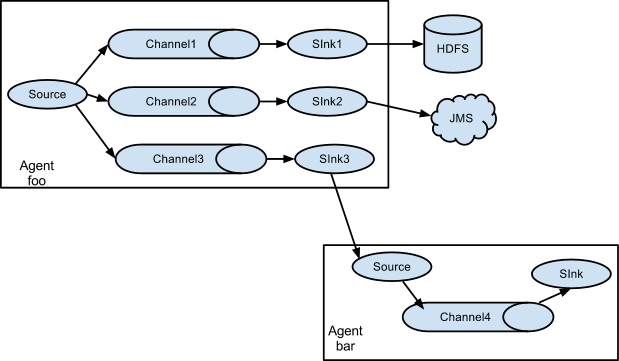 Channel1
SInk1
HDFS
Source
Channel2
SInk2
JMS
Channel3
SInk3
Agent
foo
Source
SInk
Channel4
Agent
bar